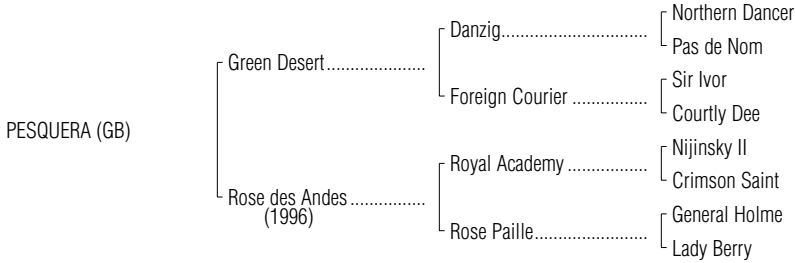 Northern Dancer
Danzig................................
Pas de Nom
Green Desert.....................
Sir Ivor
Foreign Courier ................
Courtly Dee
PESQUERA (GB)
Nijinsky II
Royal Academy .................
Crimson Saint
Rose des Andes ................
(1996)
General Holme
Rose Paille........................
Lady Berry